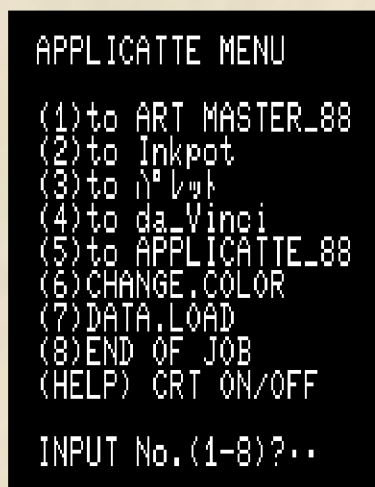 APPLICATTE MENU
(1)to ART MASTER_88
(2)to Inkpot
(3)to パレット
(4)to da_Vinci
(5)to APPLICATTE_88
(6)CHANGE.COLOR
(7)DATA.LOAD
(8)END OF JOB
(HELP) CRT ON/OFF
INPUT No.(1-8)?··